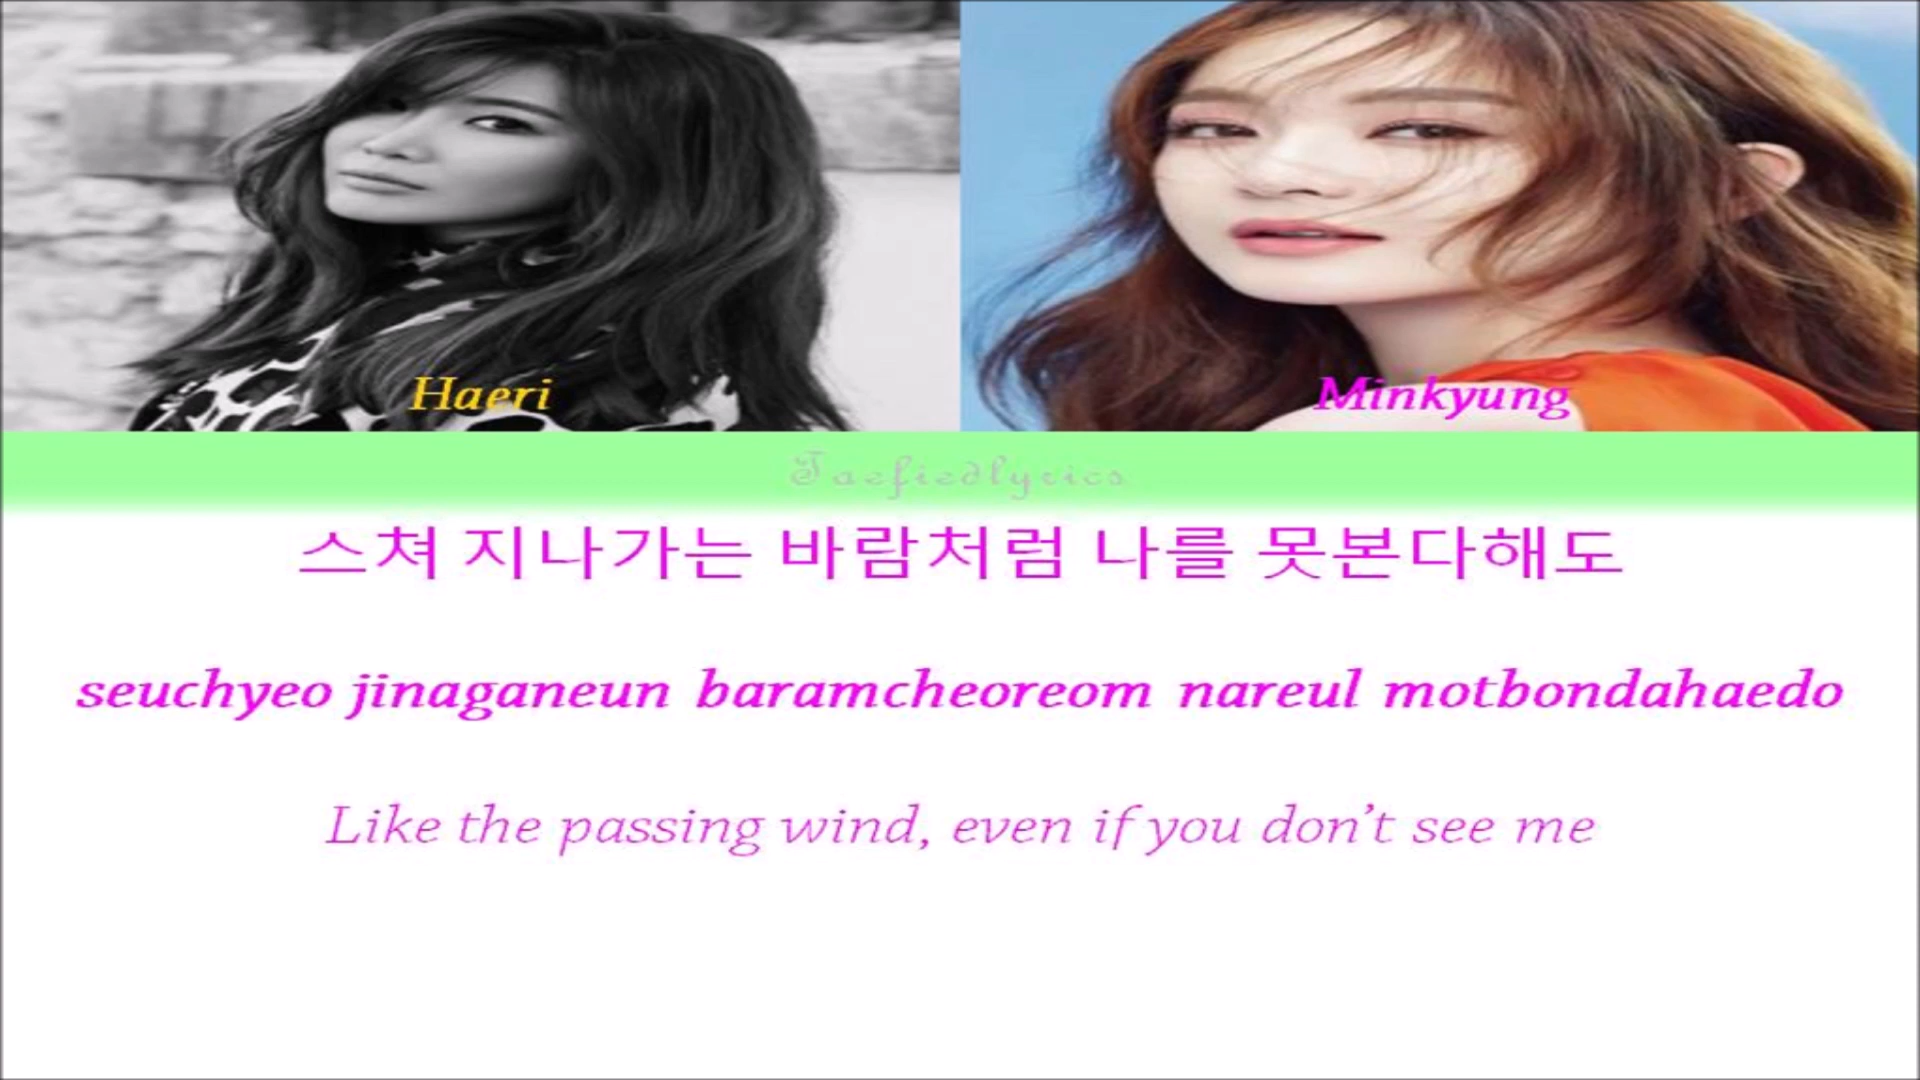 Haeri
Minkyung
Taefiedlyrics
스쳐 지나가는 바람처럼 나를 못본다해도
seuchyeo jinaganeun baramcheoreom nareul motbondahaedo
Like the passing wind, even if you don’t see me